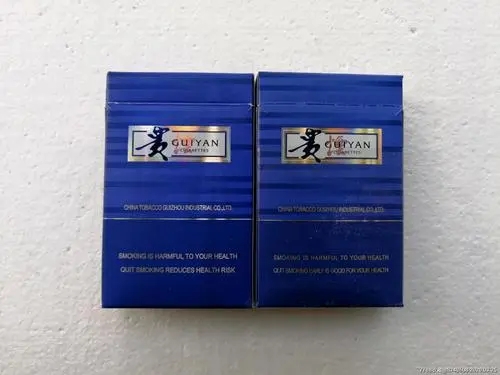 贵 GUIYAN
CIGARETTES
CHINA TOBACCO GUIZHOU INDUSTRIAL CO.,LTD.
SMOKING IS HARMFUL TO YOUR HEALTH
QUIT SMOKING REDUCES HEALTH RISK
贵 GUIYAN
CIGARETTES
CHINA TOBACCO GUIZHOU INDUSTRIAL CO.,LTD.
SMOKING IS HARMFUL TO YOUR HEALTH
QUIT SMOKING EARLY IS GOOD FOR YOUR HEALTH